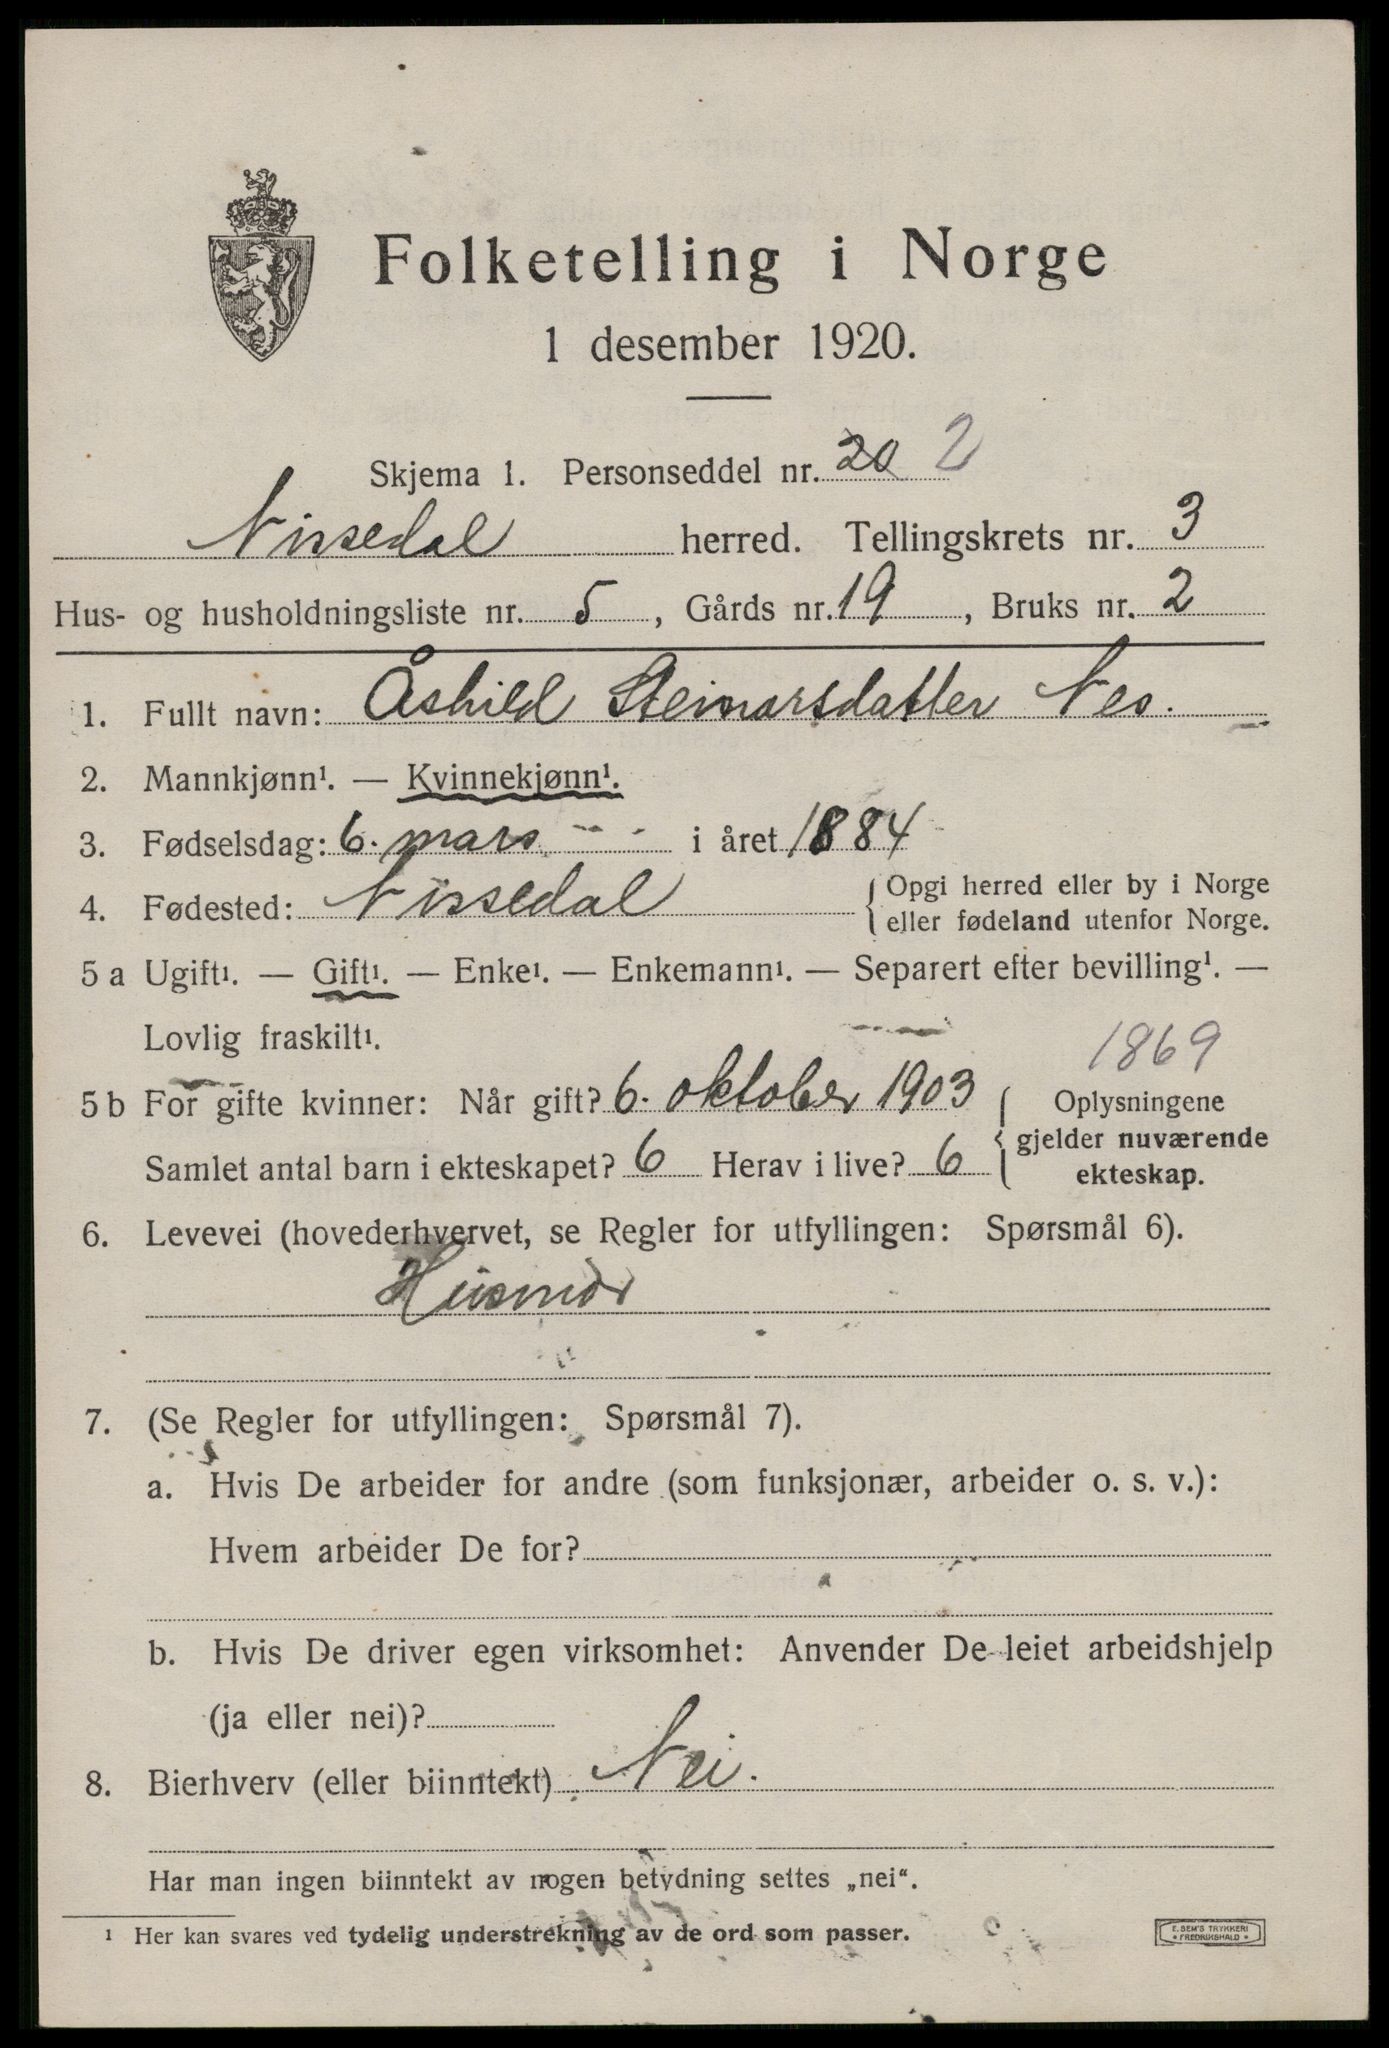 Folketelling i Norge
1 desember 1920.
Skjema 1. Personseddel nr. 20 2
Nissedal herred. Tellingskrets nr. 3
Hus- og husholdningsliste nr. 5, Gårds nr. 19, Bruks nr. 2
1. Fullt navn: Åshild Steinarsdatter Nes.
2. Mannkjønn¹. — Kvinnekjønn¹.
3. Fødselsdag: 6. mars i året 1884
4. Fødested: Nissedal { Opgi herred eller by i Norge
eller fødeland utenfor Norge.
5 a Ugift¹. — Gift¹. — Enke¹. — Enkemann¹. — Separert efter bevilling¹. —
Lovlig fraskilt¹.
1869
5 b For gifte kvinner: Når gift? 6. oktober 1903 { Oplysningene
gjelder nuværende
ekteskap.
Samlet antal barn i ekteskapet? 6 Herav i live? 6
6. Levevei (hovederhvervet, se Regler for utfyllingen: Spørsmål 6).
Husmor
7. (Se Regler for utfyllingen: Spørsmål 7).
a. Hvis De arbeider for andre (som funksjonær, arbeider o. s. v.):
Hvem arbeider De for?
b. Hvis De driver egen virksomhet: Anvender De leiet arbeidshjelp
(ja eller nei)?
8. Bierhverv (eller biinntekt) Nei.
Har man ingen biinntekt av nogen betydning settes „nei“.
¹ Her kan svares ved tydelig understrekning av de ord som passer.
E. SEM'S TRYKKERI
* FREDRIKSHALD *